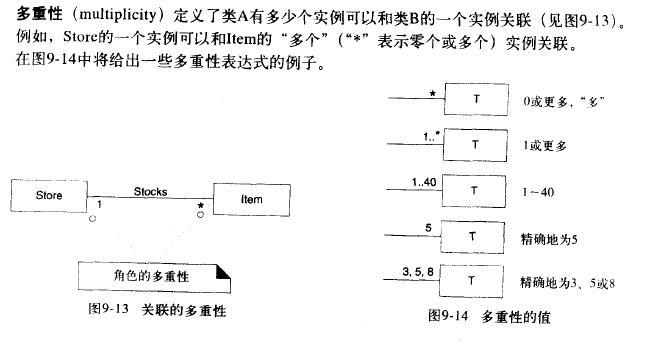 多重性（multiplicity）定义了类A有多少个实例可以和类B的一个实例关联（见图9-13）。
例如，Store的一个实例可以和Item的“多个”（“*”表示零个或多个）实例关联。
在图9-14中将给出一些多重性表达式的例子。
Store
1
Stocks
*
Item
角色的多重性
图9-13 关联的多重性
* T 0或更多，“多”
1..* T 1或更多
1..40 T 1～40
5 T 精确地为5
3, 5, 8 T 精确地为3、5或8
图9-14 多重性的值